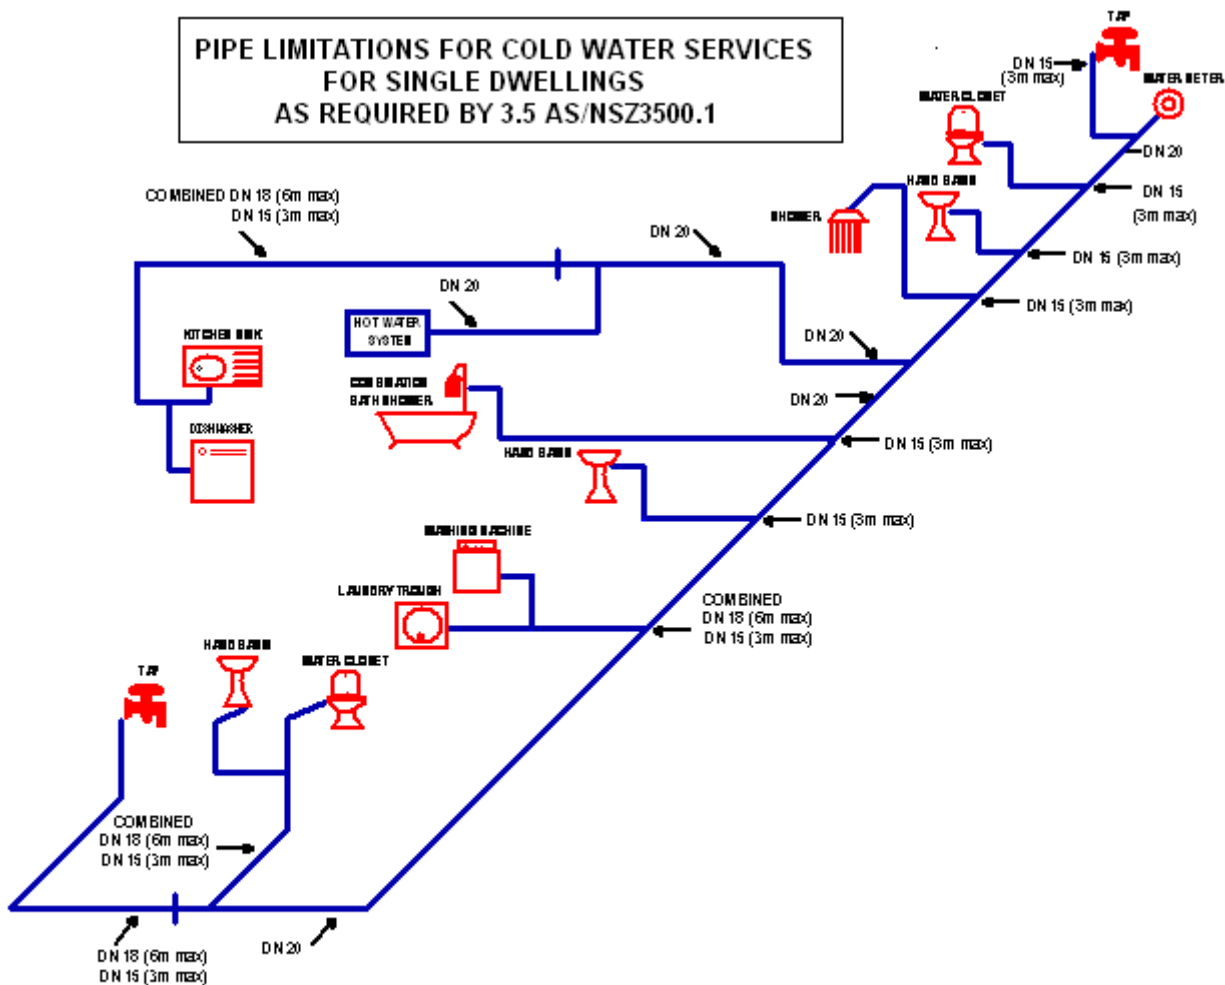 PIPE LIMITATIONS FOR COLD WATER SERVICES
FOR SINGLE DWELLINGS
AS REQUIRED BY 3.5 AS/NSZ3500.1
TAP
DN 15
(3m max)
WATER METER
WATER CLOSET
DN 20
HAND BASIN
DN 15
(3m max)
SHOWER
COMBINED DN 18 (6m max)
DN 15 (3m max)
DN 20
DN 15 (3m max)
DN 20
DN 15 (3m max)
HOT WATER
SYSTEM
KITCHEN SINK
DN 20
COMBINATION
BATH SHOWER
DN 20
DISHWASHER
DN 15 (3m max)
HAND BASIN
DN 15 (3m max)
WASHING MACHINE
LAUNDRY TROUGH
COMBINED
DN 18 (6m max)
DN 15 (3m max)
HAND BASIN
WATER CLOSET
TAP
COMBINED
DN 18 (6m max)
DN 15 (3m max)
DN 20
DN 18 (6m max)
DN 15 (3m max)